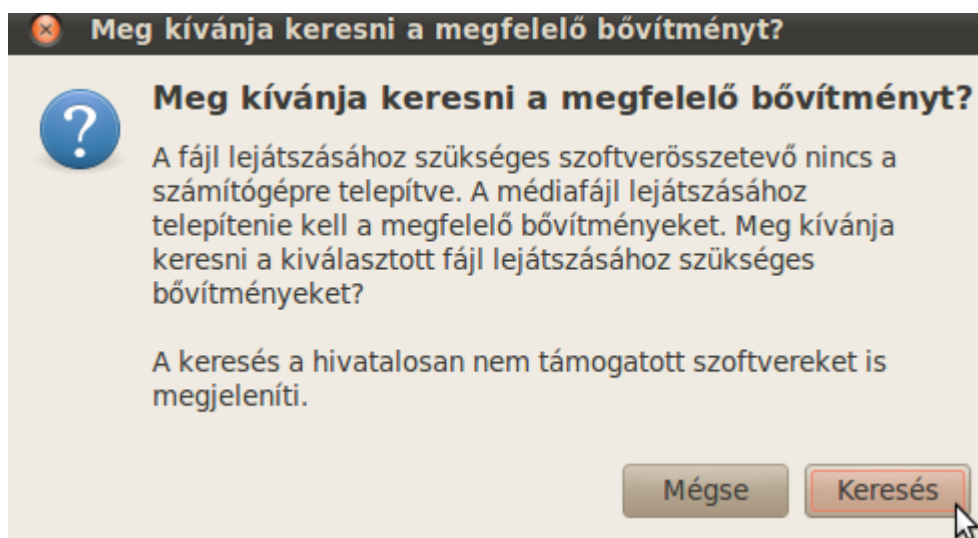 Meg kívánja keresni a megfelelő bővítményt?
Meg kívánja keresni a megfelelő bővítményt?
A fájl lejátszásához szükséges szoftverösszetevő nincs a
számítógépre telepítve. A médiafájl lejátszásához
telepítenie kell a megfelelő bővítményeket. Meg kívánja
keresni a kiválasztott fájl lejátszásához szükséges
bővítményeket?
A keresés a hivatalosan nem támogatott szoftvereket is
megjeleníti.
Mégse
Keresés